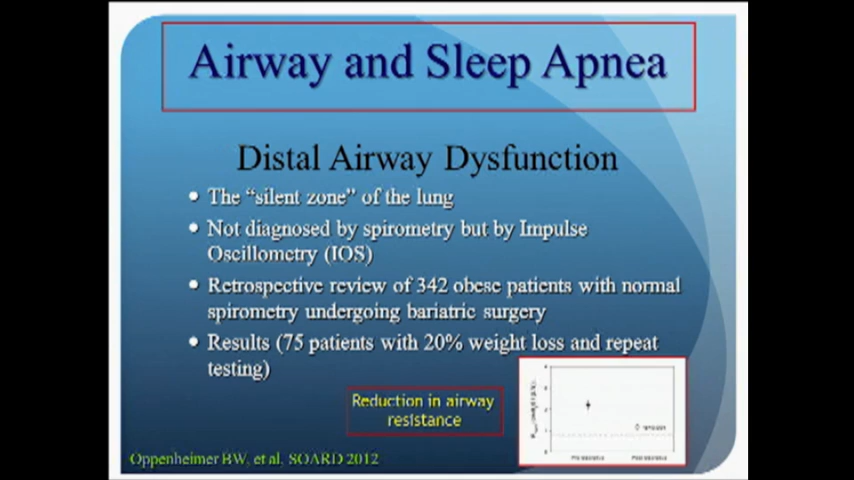 Airway and Sleep Apnea
Distal Airway Dysfunction
• The “silent zone” of the lung
• Not diagnosed by spirometry but by Impulse
Oscillometry (IOS)
• Retrospective review of 342 obese patients with normal
spirometry undergoing bariatric surgery
• Results (75 patients with 20% weight loss and repeat
testing)
Reduction in airway
resistance
Oppenheimer BW, et al, SOARD 2012